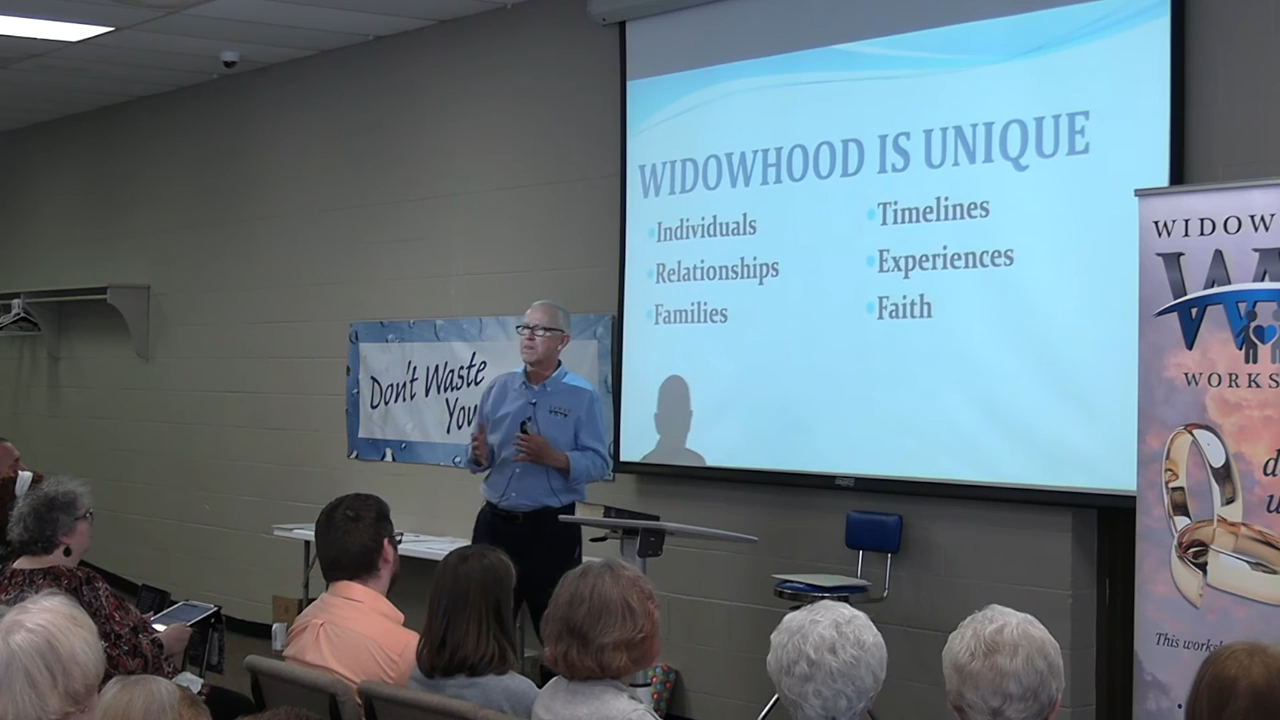 WIDOWHOOD IS UNIQUE
Individuals
Relationships
Families
Timelines
Experiences
Faith
Don't Waste
You
WIDOW
W
WORKS
d
u
This works